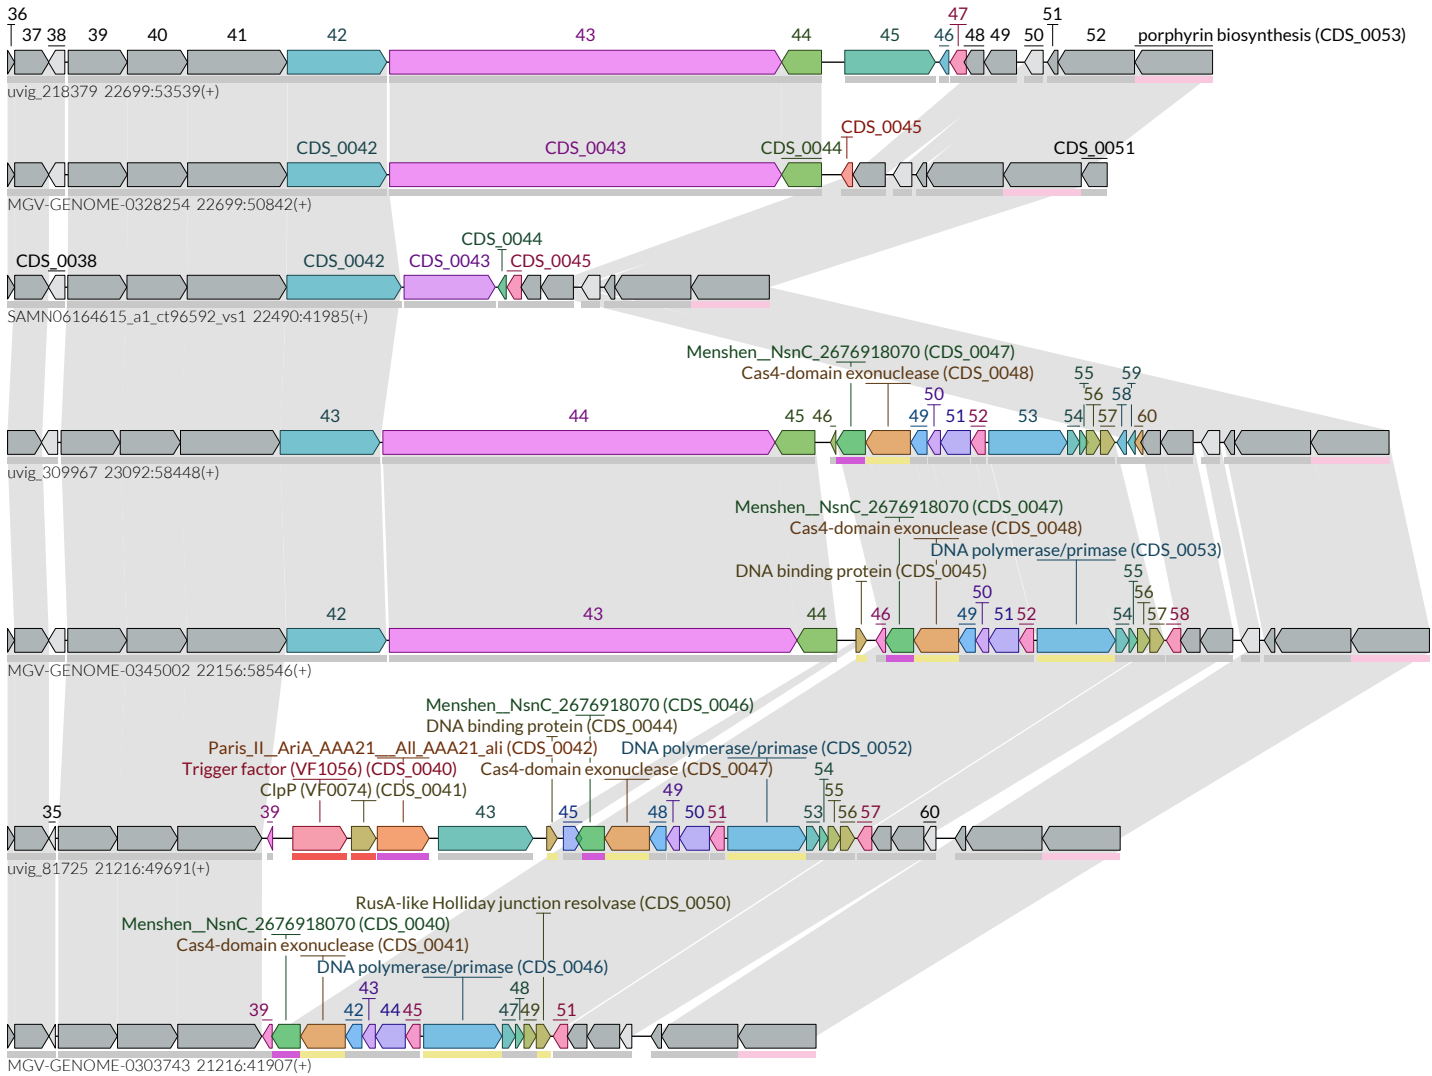 36 37 38 39 40 41 42 43 44 45 46 47 48 49 50 51 52 porphyrin biosynthesis (CDS_0053)
uvig_218379 22699:53539(+)
CDS_0042 CDS_0043 CDS_0044 CDS_0045 CDS_0051
MGV-GENOME-0328254 22699:50842(+)
CDS_0038 CDS_0042 CDS_0043 CDS_0044 CDS_0045
SAMN06164615_a1_ct96592_vs1 22490:41985(+)
Menshen__NsnC_2676918070 (CDS_0047)
Cas4-domain exonuclease (CDS_0048)
43 44 45 46 49 50 51 52 53 54 55 56 57 58 59 60
uvig_309967 23092:58448(+)
Menshen__NsnC_2676918070 (CDS_0047)
Cas4-domain exonuclease (CDS_0048)
DNA polymerase/primase (CDS_0053)
DNA binding protein (CDS_0045)
42 43 44 46 49 50 51 52 54 55 56 57 58
MGV-GENOME-0345002 22156:58546(+)
Menshen__NsnC_2676918070 (CDS_0046)
DNA binding protein (CDS_0044)
Paris_II__AriA_AAA21__AII_AAA21_ali (CDS_0042) DNA polymerase/primase (CDS_0052)
Trigger factor (VF1056) (CDS_0040) Cas4-domain exonuclease (CDS_0047)
ClpP (VF0074) (CDS_0041)
35 39 43 45 48 49 50 51 53 54 55 56 57 60
uvig_81725 21216:49691(+)
RusA-like Holliday junction resolvase (CDS_0050)
Menshen__NsnC_2676918070 (CDS_0040)
Cas4-domain exonuclease (CDS_0041)
DNA polymerase/primase (CDS_0046)
39 42 43 44 45 47 48 49 51
MGV-GENOME-0303743 21216:41907(+)